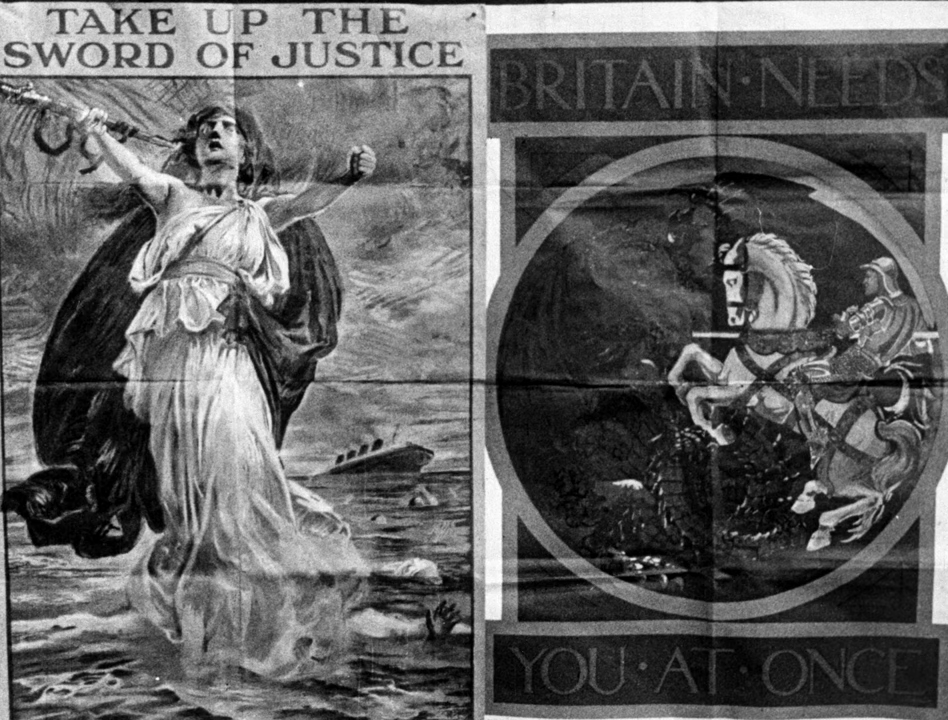 TAKE UP THE
SWORD OF JUSTICE
BRITAIN·NEEDS
YOU·AT·ONCE